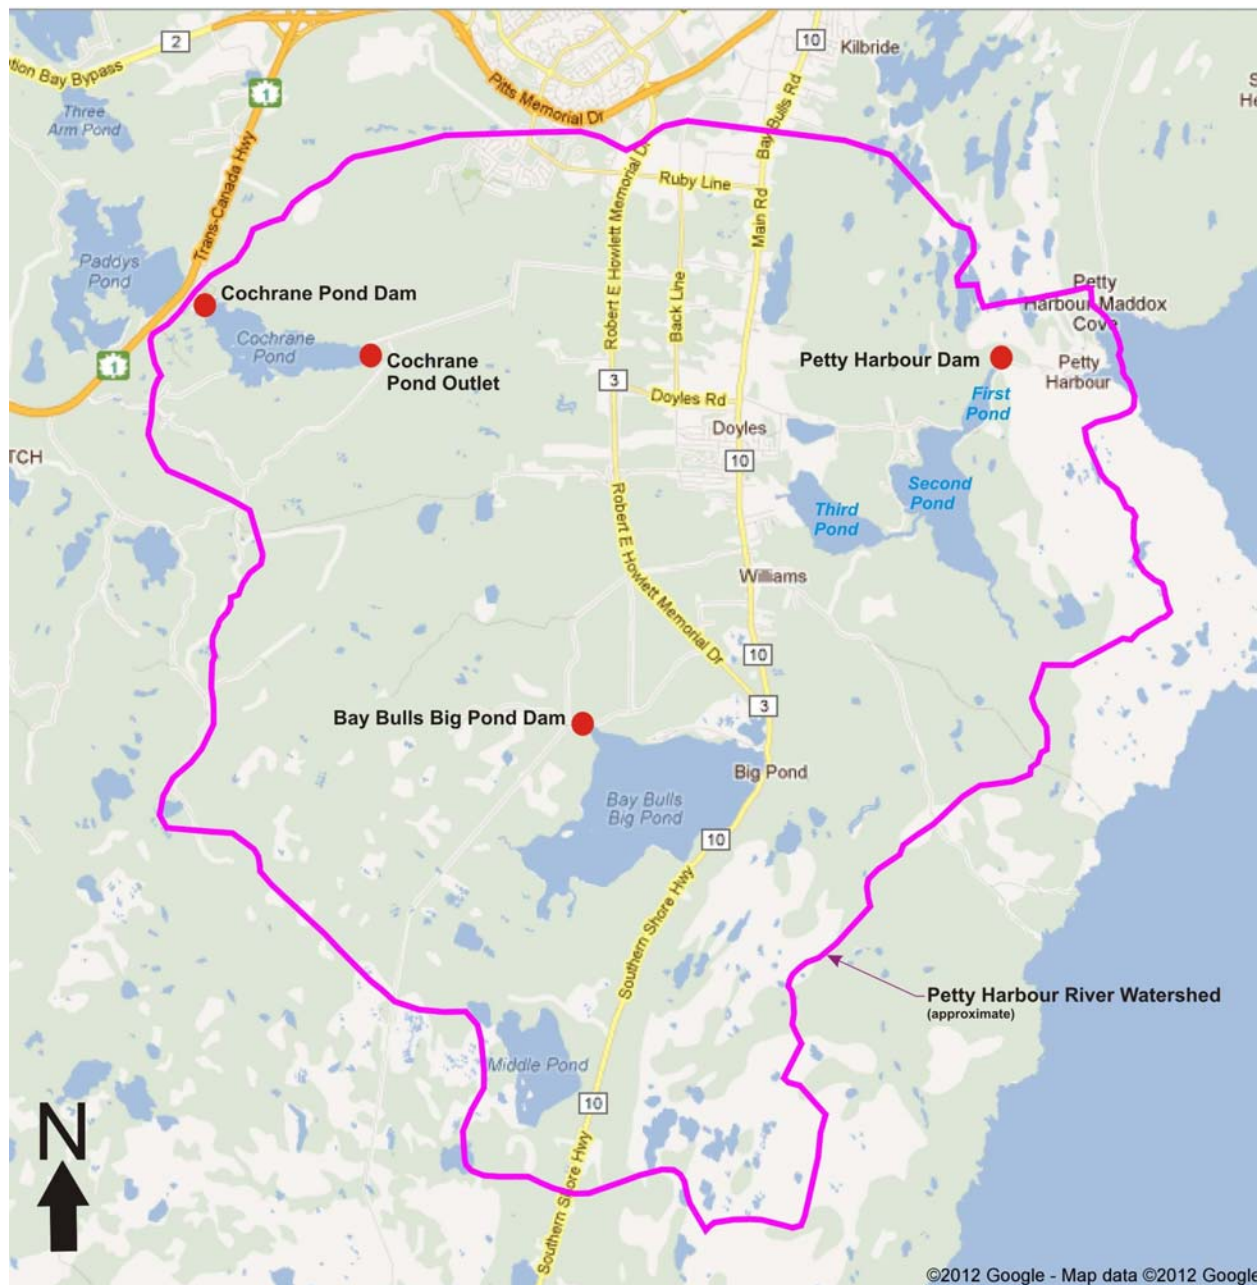 2
10
Kilbride
tion Bay Bypass
1
Pitts Memorial Dr
Bay Bulls Rd
S
He
Three
Arm Pond
Trans-Canada Hwy
Ruby Line
Robert E Howlett Memorial Dr
Main Rd
Back Line
Paddys
Pond
Cochrane Pond Dam
Petty
Harbour Maddox
Cove
Cochrane
Pond
Cochrane
Pond Outlet
1
Petty Harbour Dam
Petty
Harbour
3
Doyles Rd
First
Pond
Doyles
TCH
10
Second
Pond
Third
Pond
Robert E Howlett Memorial Dr
Williams
10
3
Bay Bulls Big Pond Dam
Big Pond
Bay Bulls
Big Pond
10
Southern Shore Hwy
Petty Harbour River Watershed
(approximate)
Middle Pond
10
N
Southern Shore Hwy
©2012 Google - Map data ©2012 Google